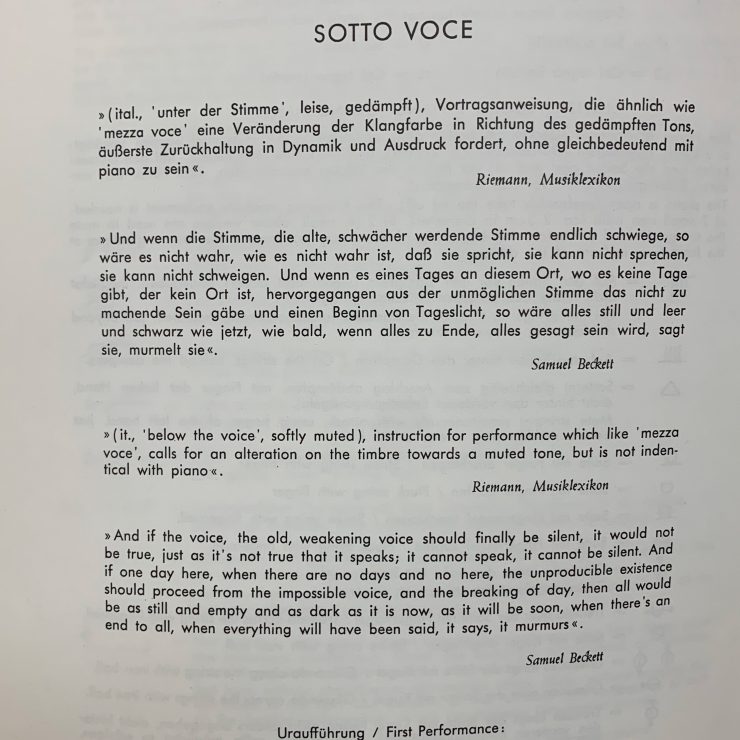 SOTTO VOCE
»(ital., 'unter der Stimme', leise, gedämpft), Vortragsanweisung, die ähnlich wie
'mezza voce' eine Veränderung der Klangfarbe in Richtung des gedämpften Tons,
äußerste Zurückhaltung in Dynamik und Ausdruck fordert, ohne gleichbedeutend mit
piano zu sein«.
Riemann, Musiklexikon
»Und wenn die Stimme, die alte, schwächer werdende Stimme endlich schwiege, so
wäre es nicht wahr, wie es nicht wahr ist, daß sie spricht, sie kann nicht sprechen,
sie kann nicht schweigen. Und wenn es eines Tages an diesem Ort, wo es keine Tage
gibt, der kein Ort ist, hervorgegangen aus der unmöglichen Stimme das nicht zu
machende Sein gäbe und einen Beginn von Tageslicht, so wäre alles still und leer
und schwarz wie jetzt, wie bald, wenn alles zu Ende, alles gesagt sein wird, sagt
sie, murmelt sie«.
Samuel Beckett
»(it., 'below the voice', softly muted), instruction for performance which like 'mezza
voce', calls for an alteration on the timbre towards a muted tone, but is not inden-
tical with piano«.
Riemann, Musiklexikon
»And if the voice, the old, weakening voice should finally be silent, it would not
be true, just as it's not true that it speaks; it cannot speak, it cannot be silent. And
if one day here, when there are no days and no here, the unproducible existence
should proceed from the impossible voice, and the breaking of day, then all would
be as still and empty and as dark as it is now, as it will be soon, when there's an
end to all, when everything will have been said, it says, it murmurs«.
Samuel Beckett
Uraufführung / First Performance: